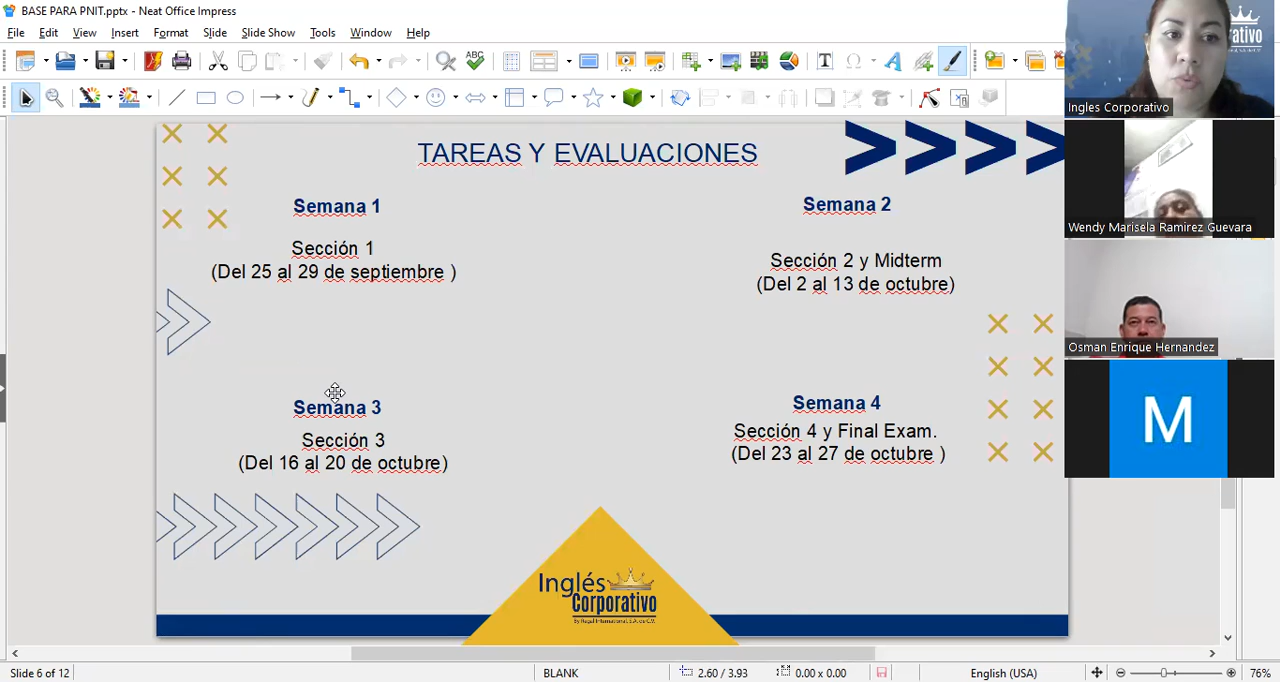 BASE PARA PNIT.pptx - Neat Office Impress
File Edit View Insert Format Slide Slide Show Tools Window Help
TAREAS Y EVALUACIONES
Semana 1
Sección 1
(Del 25 al 29 de septiembre )
Semana 2
Sección 2 y Midterm
(Del 2 al 13 de octubre)
Semana 3
Sección 3
(Del 16 al 20 de octubre)
Semana 4
Sección 4 y Final Exam.
(Del 23 al 27 de octubre )
Inglés
Corporativo
By Regal International, S.A. de C.V.
Ingles Corporativo
Wendy Marisela Ramirez Guevara
Osman Enrique Hernandez
M
Slide 6 of 12
BLANK
2.60 / 3.93
0.00 x 0.00
English (USA)
76%